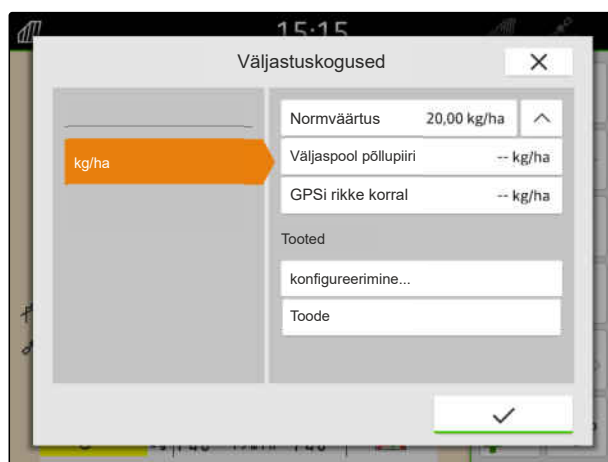 15:15
Väljastuskogused
kg/ha
Normväärtus 20,00 kg/ha
Väljaspool põllupiiri -- kg/ha
GPSi rikke korral -- kg/ha
Tooted
konfigureerimine...
Toode